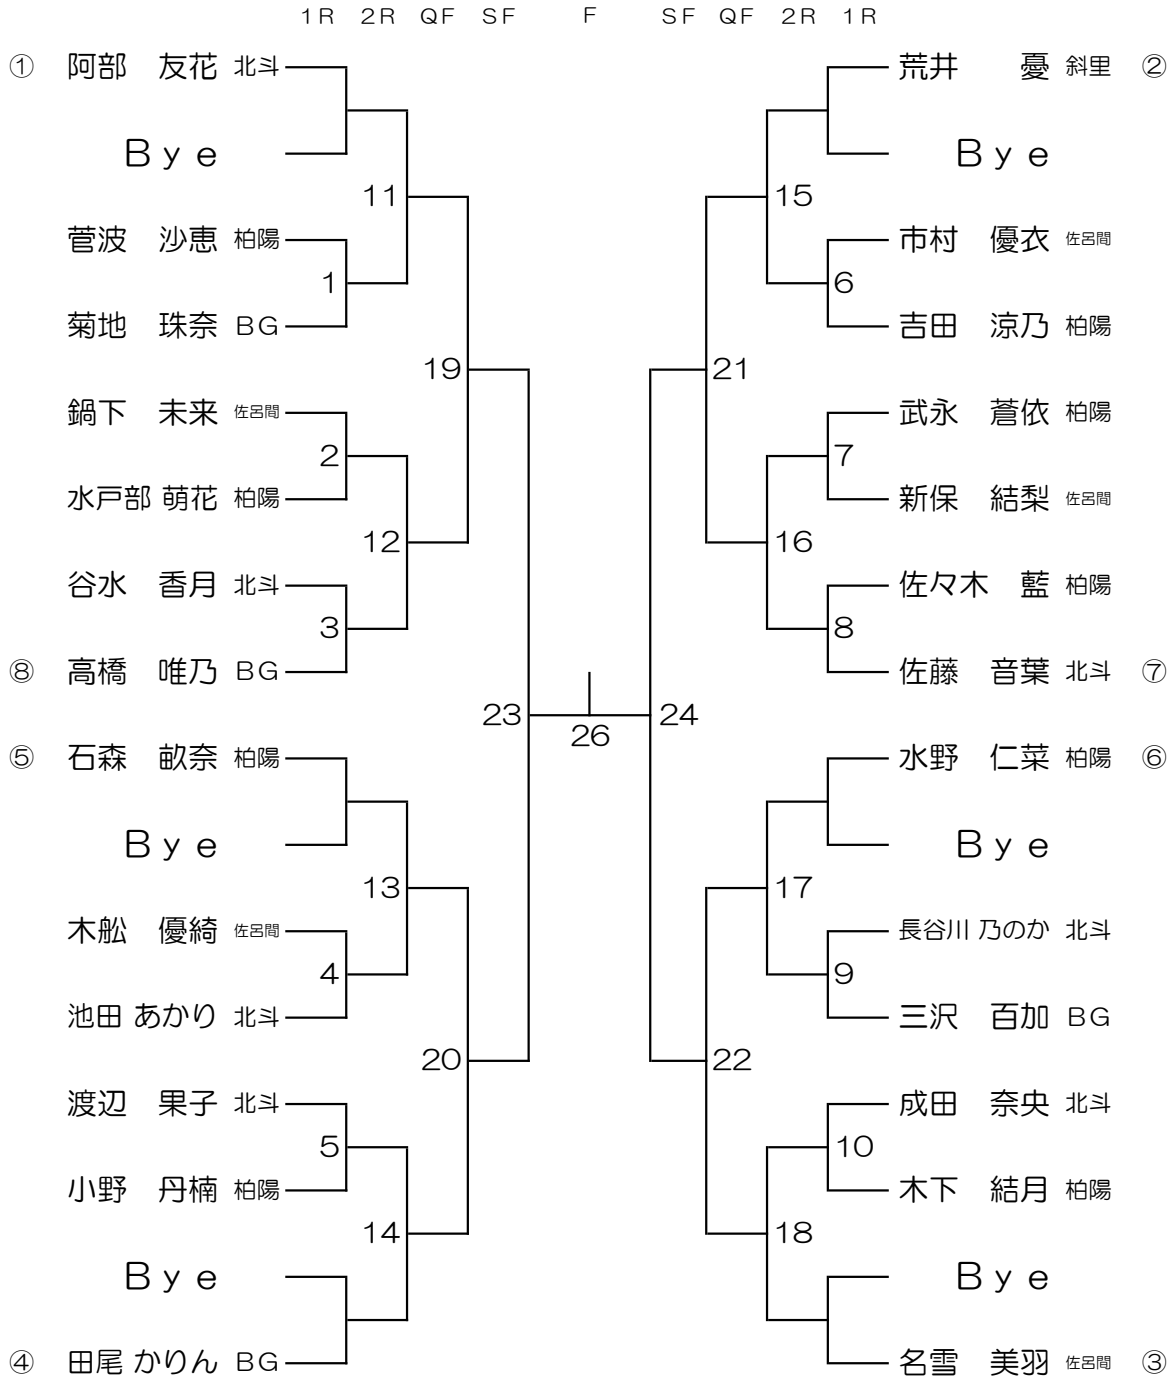 １Ｒ　２Ｒ　ＱＦ　ＳＦ　Ｆ　ＳＦ　ＱＦ　２Ｒ　１Ｒ
① 阿部　友花 北斗
Ｂｙｅ
11
菅波　沙恵 柏陽
1
菊地　珠奈 ＢＧ
19
鍋下　未来 佐呂間
2
水戸部 萌花 柏陽
12
谷水　香月 北斗
3
⑧ 高橋　唯乃 ＢＧ
23
⑤ 石森　畝奈 柏陽
Ｂｙｅ
13
木舩　優綺 佐呂間
4
池田 あかり 北斗
20
渡辺　果子 北斗
5
小野　丹楠 柏陽
14
Ｂｙｅ
④ 田尾 かりん ＢＧ
26
荒井　　憂 斜里 ②
Ｂｙｅ
15
市村　優衣 佐呂間
6
吉田　涼乃 柏陽
21
武永　蒼依 柏陽
7
新保　結梨 佐呂間
16
佐々木　藍 柏陽
8
佐藤　音葉 北斗 ⑦
24
水野　仁菜 柏陽 ⑥
Ｂｙｅ
17
長谷川 乃のか 北斗
9
三沢　百加 ＢＧ
22
成田　奈央 北斗
10
木下　結月 柏陽
18
Ｂｙｅ
名雪　美羽 佐呂間 ③